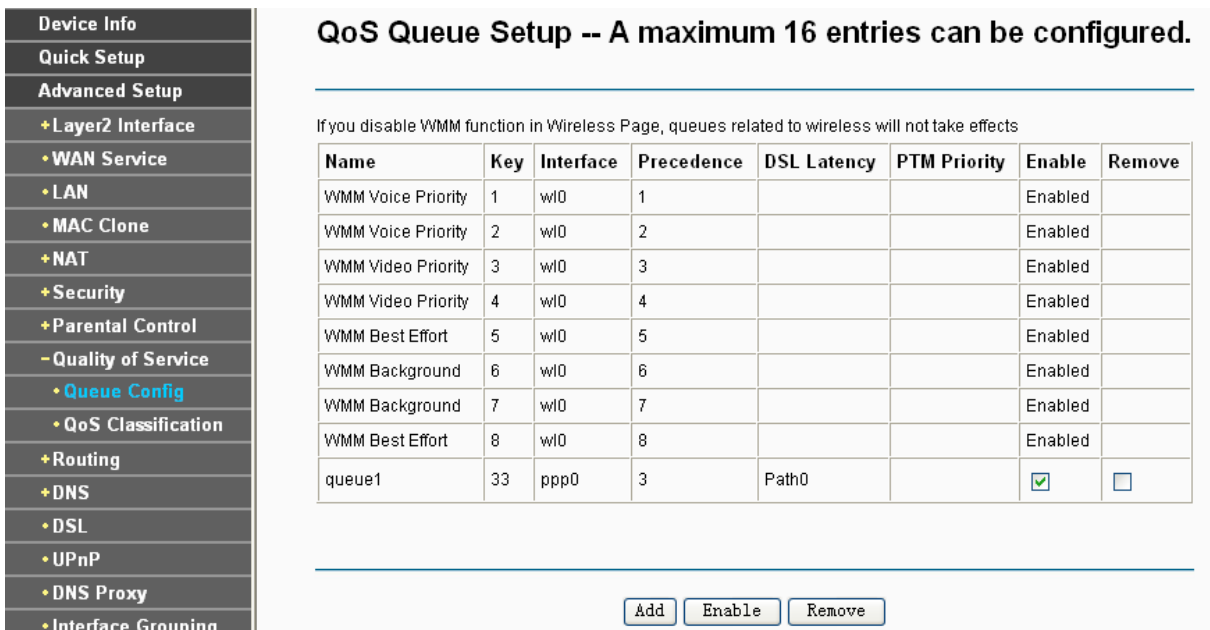 Device Info
Quick Setup
Advanced Setup
+Layer2 Interface
•WAN Service
•LAN
•MAC Clone
+NAT
+Security
+Parental Control
-Quality of Service
•Queue Config
•QoS Classification
+Routing
+DNS
•DSL
•UPnP
•DNS Proxy
•Interface Grouping
QoS Queue Setup -- A maximum 16 entries can be configured.
If you disable WMM function in Wireless Page, queues related to wireless will not take effects
Name Key Interface Precedence DSL Latency PTM Priority Enable Remove
WMM Voice Priority 1 wl0 1 Enabled
WMM Voice Priority 2 wl0 2 Enabled
WMM Video Priority 3 wl0 3 Enabled
WMM Video Priority 4 wl0 4 Enabled
WMM Best Effort 5 wl0 5 Enabled
WMM Background 6 wl0 6 Enabled
WMM Background 7 wl0 7 Enabled
WMM Best Effort 8 wl0 8 Enabled
queue1 33 ppp0 3 Path0
Add Enable Remove